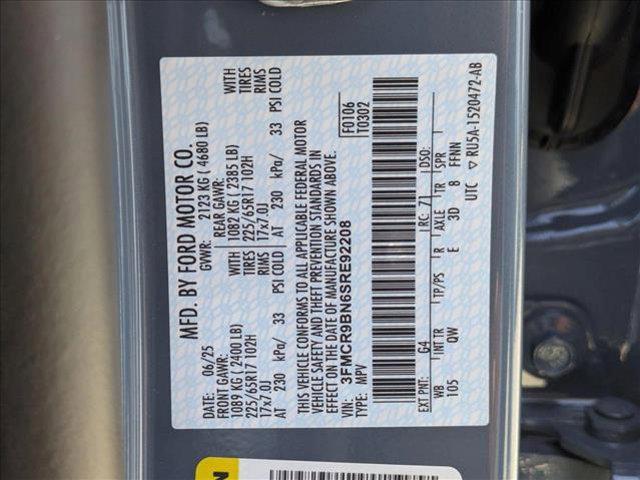 MFD. BY FORD MOTOR CO.
DATE: 06/25 GVWR: 2123 KG (4680 LB)
FRONT GAWR: REAR GAWR: WITH
1089 KG (2400 LB) 1082 KG (2385 LB) TIRES
225/65R17 102H 225/65R17 102H RIMS
17x7.0J 17x7.0J
AT 230 kPa/ 33 PSI COLD AT 230 kPa/ 33 PSI COLD
WITH
TIRES
RIMS
THIS VEHICLE CONFORMS TO ALL APPLICABLE FEDERAL MOTOR
VEHICLE SAFETY AND THEFT PREVENTION STANDARDS IN
EFFECT ON THE DATE OF MANUFACTURE SHOWN ABOVE.
VIN: 3FMCR9BN6SRE92208
TYPE: MPV
F0106
T0302
EXT PNT: G4 RC: 71 DSO:
WB INT TR TP/PS R AXLE TR SPR
105 QW E 3D 8 FFNN
UTC ▽ RU5A-1520472-AB
N